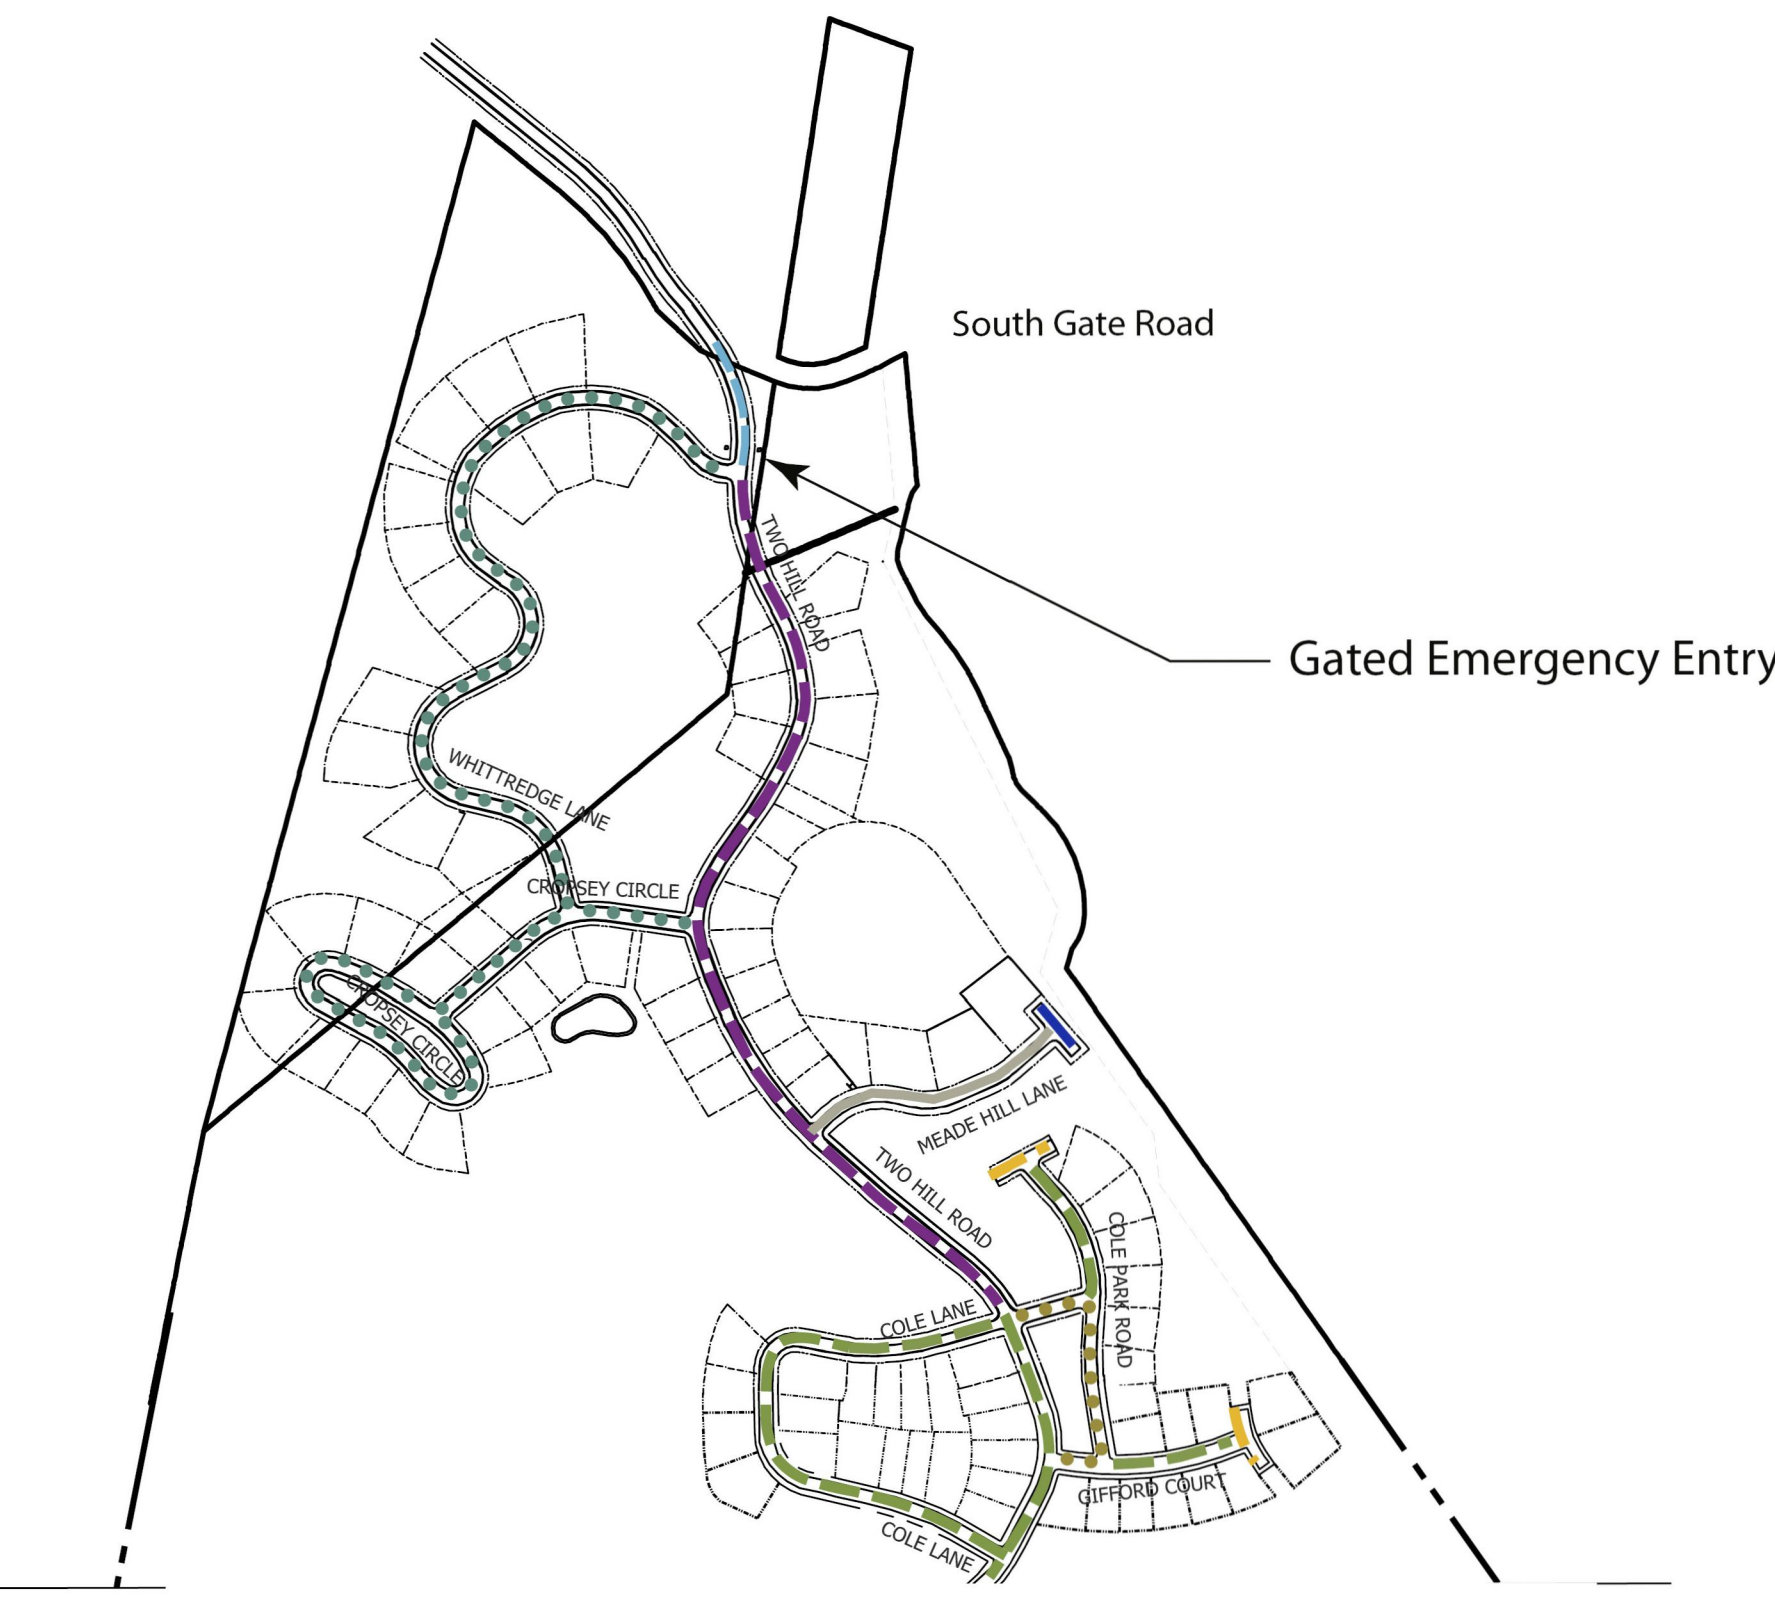 South Gate Road
TWO HILL ROAD
Gated Emergency Entry
WHITTREDGE LANE
CROPSEY CIRCLE
CROPSEY CIRCLE
MEADE HILL LANE
TWO HILL ROAD
COLE PARK ROAD
COLE LANE
GIFFORD COURT
COLE LANE